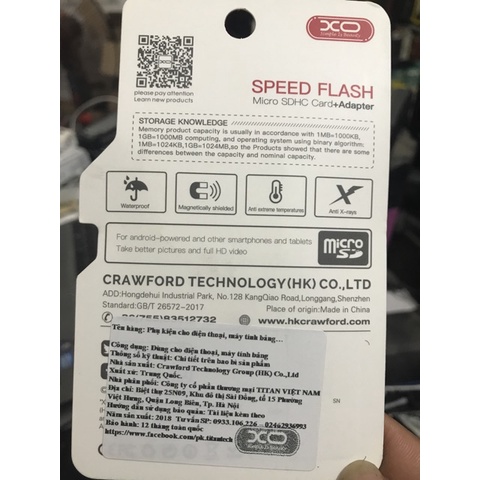 XO
please pay attention
Learn new products
SPEED FLASH
Micro SDHC Card+Adapter
STORAGE KNOWLEDGE
Memory product capacity is usually in accordance with 1MB=1000KB,
1GB=1000MB computing, and operating system using binary algorithm:
1MB=1024KB,1GB=1024MB,so the Products showed that there are some
differences between the capacity and nominal capacity.
Waterproof
Magnetically shielded
Anti extreme temperatures
Anti X-rays
For android-powered and other smartphones and tablets
Take better pictures and full HD video
micro SD
CRAWFORD TECHNOLOGY(HK) CO.,LTD
ADD:Hongdehui Industrial Park, No.128 KangQiao Road,Longgang,Shenzhen
Standard:GB/T 26572-2017
Place of origin:Made in China
www.hkcrawford.com
Tên hàng: Phụ kiện cho điện thoại, máy tính bảng...
Công dụng: Dùng cho điện thoại, máy tính bảng
Thông số kỹ thuật: Chi tiết trên bao bì sản phẩm
Nhà sản xuất: Crawford Technology Group (HK) Co.,Ltd
Xuất xứ: Trung Quốc.
Nhà phân phối: Công ty cổ phần thương mại TITAN VIỆT NAM
Địa chỉ: Biệt thự 25N09, Khu đô thị Sài Đồng, tổ 15 Phường
Việt Hưng, Quận Long Biên, Tp. Hà Nội
Hướng dẫn sử dụng bảo quản: Tài liệu kèm theo
Năm sản xuất: 2018 Tư vấn SP: 0933.106.226 - 02462936993
Bảo hành: 12 tháng toàn quốc
https://www.facebook.com/pk.titantech
XO